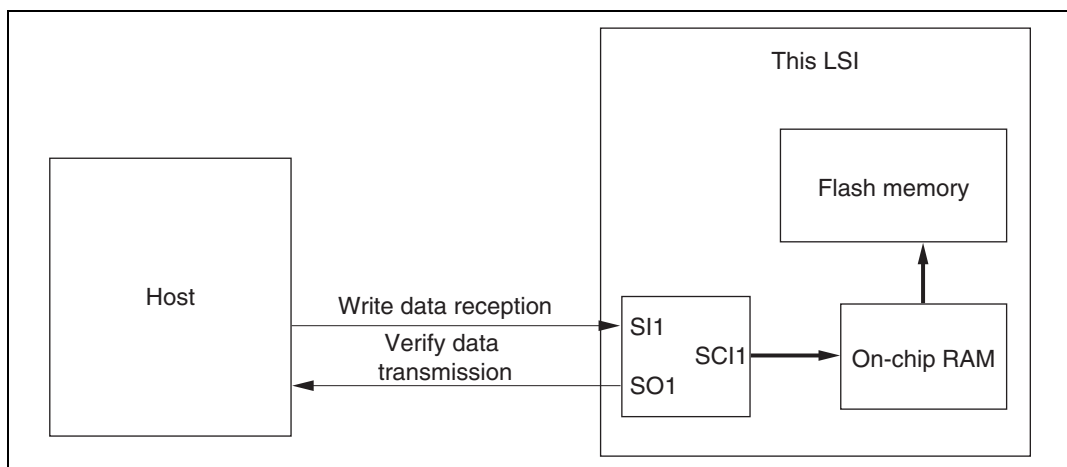 This LSI
Flash memory
Host
Write data reception
SI1
Verify data
transmission
SCI1
On-chip RAM
SO1